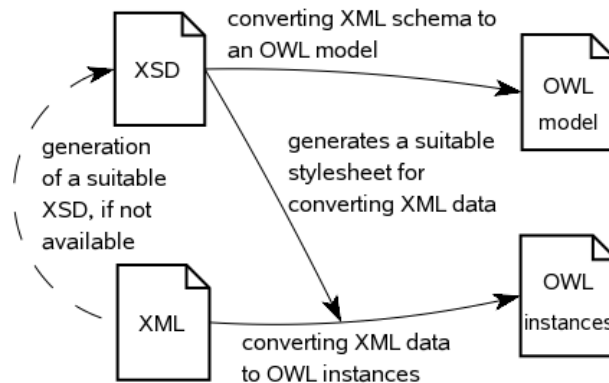 converting XML schema to
an OWL model
XSD
OWL
model
generation
of a suitable
XSD, if not
available
generates a suitable
stylesheet for
converting XML data
XML
OWL
instances
converting XML data
to OWL instances